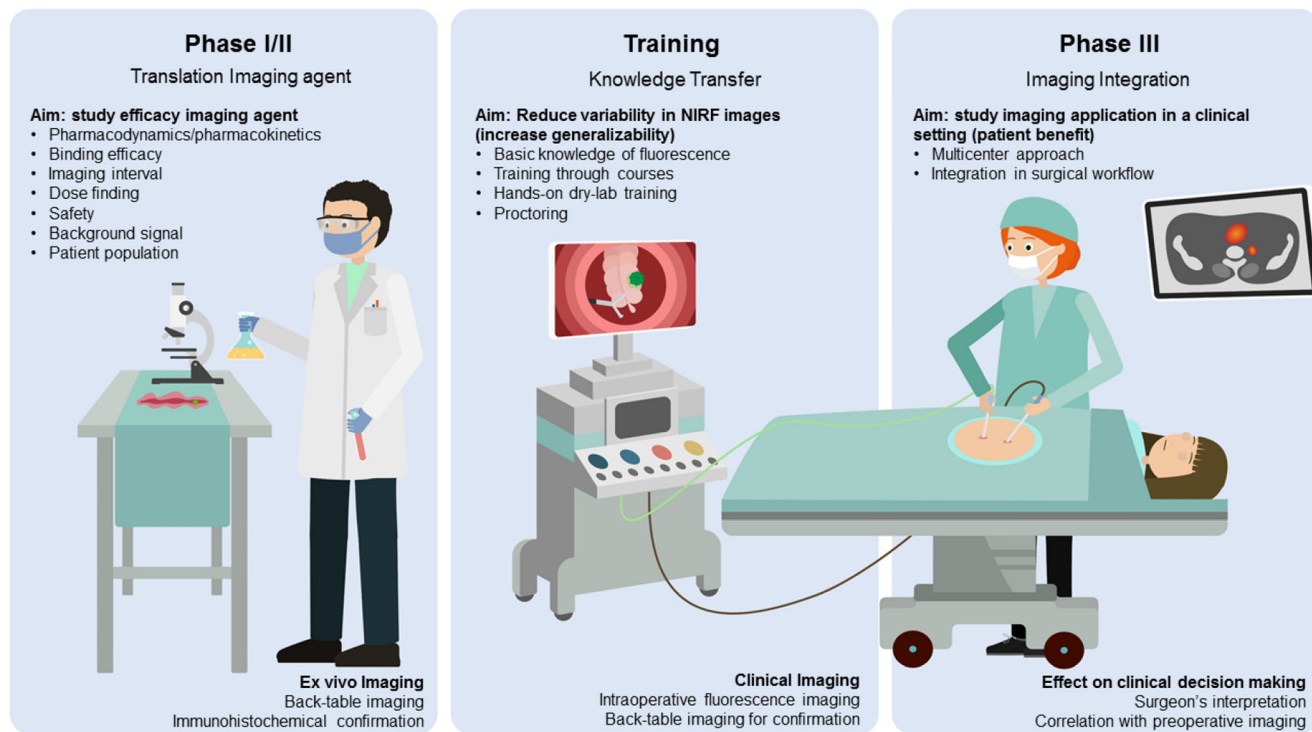 Phase I/II
Translation Imaging agent
Aim: study efficacy imaging agent
• Pharmacodynamics/pharmacokinetics
• Binding efficacy
• Imaging interval
• Dose finding
• Safety
• Background signal
• Patient population
Ex vivo Imaging
Back-table imaging
Immunohistochemical confirmation
Training
Knowledge Transfer
Aim: Reduce variability in NIRF images
(increase generalizability)
• Basic knowledge of fluorescence
• Training through courses
• Hands-on dry-lab training
• Proctoring
Clinical Imaging
Intraoperative fluorescence imaging
Back-table imaging for confirmation
Phase III
Imaging Integration
Aim: study imaging application in a clinical
setting (patient benefit)
• Multicenter approach
• Integration in surgical workflow
Effect on clinical decision making
Surgeon's interpretation
Correlation with preoperative imaging